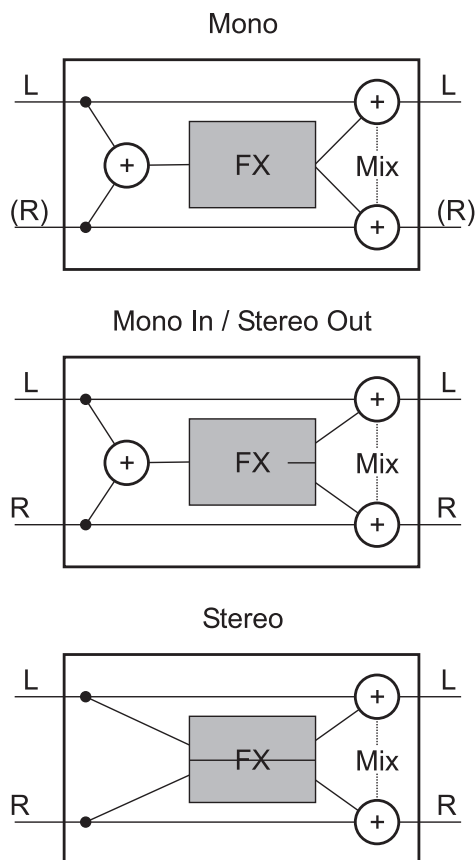 Mono
L + L
FX Mix
+
(R) + (R)
Mono In / Stereo Out
L + L
FX Mix
+
R + R
Stereo
L + L
FX Mix
R + R